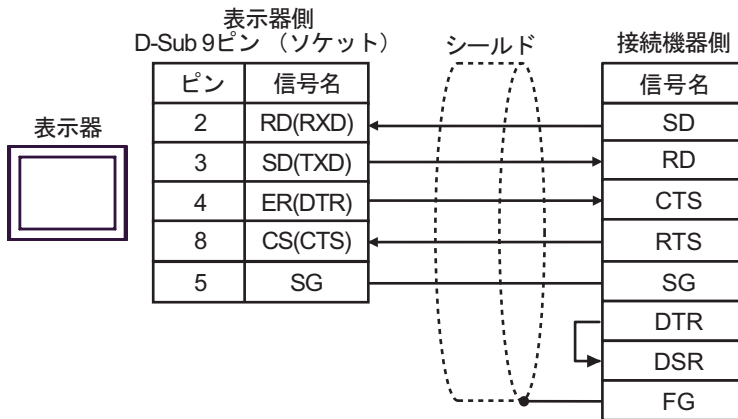 表示器側
D-Sub 9ピン （ソケット）
シールド
接続機器側
表示器
ピン 信号名 信号名
2 RD(RXD) SD
3 SD(TXD) RD
4 ER(DTR) CTS
8 CS(CTS) RTS
5 SG SG
DTR
DSR
FG